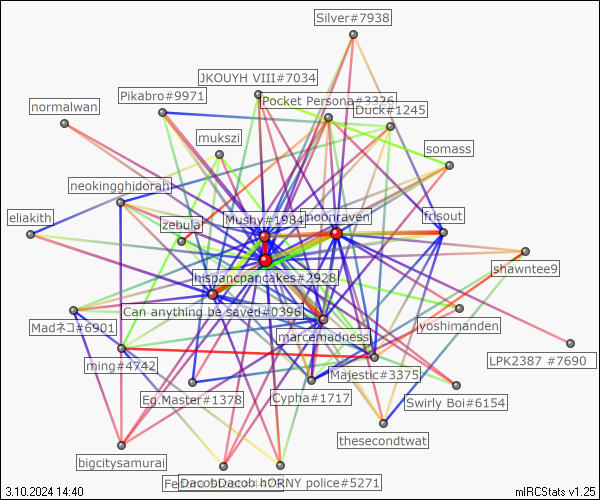 Silver#7938
JKOUYH VIII#7034
Pikabro#9971
Pocket Persona#3326
normalwan
Duck#1245
mukszi
somass
neokingghidorah
eliakith
zebula
Mushy#1984
noonraven
frisout
shawntee9
hispancpancakes#2928
Can anything be saved#0396
Madネコ#6901
yoshimanden
marcemadness
ming#4742
LPK2387 #7690
Majestic#3375
Eg.Master#1378
Cypha#1717
Swirly Boi#6154
thesecondtwat
bigcitysamurai
DacobDacob hORNY police#5271
3.10.2024 14:40
mIRCStats v1.25